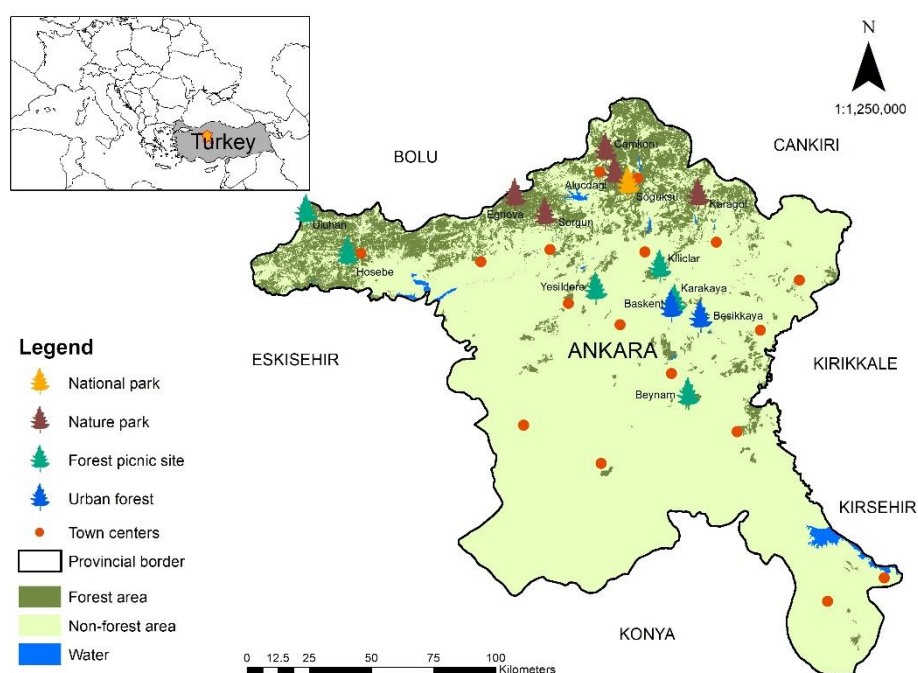 Turkey
N
1:1,250,000
BOLU
CANKIRI
Camkoru
Alucdagi
Soguksu
Karagol
Egriova
Sorgun
Uluhan
Hosebe
Kiliclar
Yesildere
Karakaya
Baskent
Besikkaya
ANKARA
ESKISEHIR
KIRIKKALE
Beynam
KIRSEHIR
KONYA
Legend
National park
Nature park
Forest picnic site
Urban forest
Town centers
Provincial border
Forest area
Non-forest area
Water
0 12.5 25 50 75 100
Kilometers